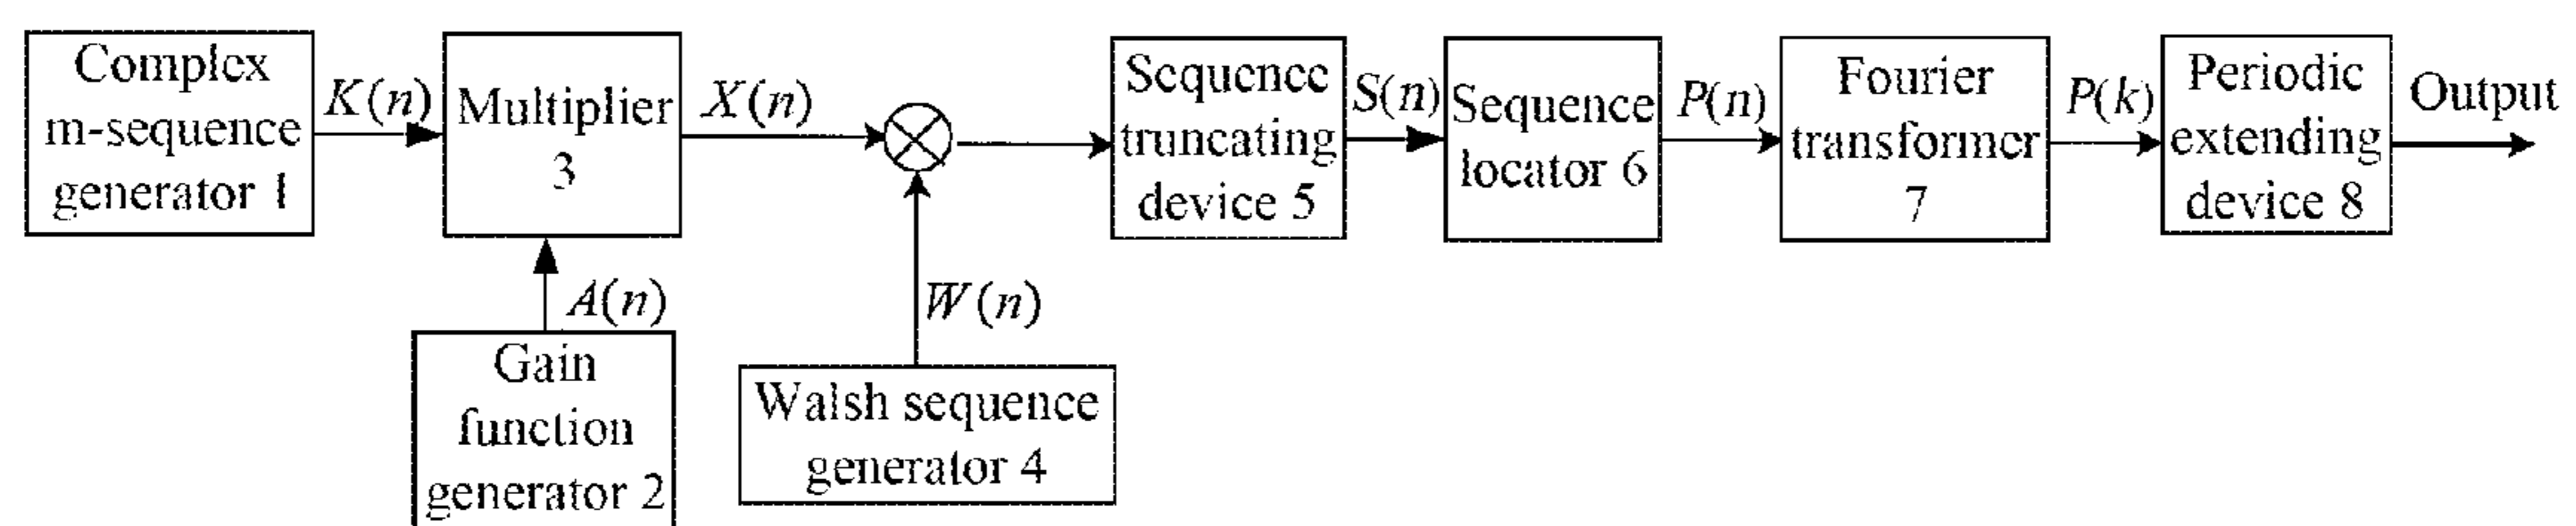 Complex
m-sequence
generator 1
K(n)
Multiplier
3
X(n)
Sequence
truncating
device 5
S(n)
Sequence
locator 6
P(n)
Fourier
transformer
7
P(k)
Periodic
extending
device 8
Output
A(n)
Gain
function
generator 2
W(n)
Walsh sequence
generator 4